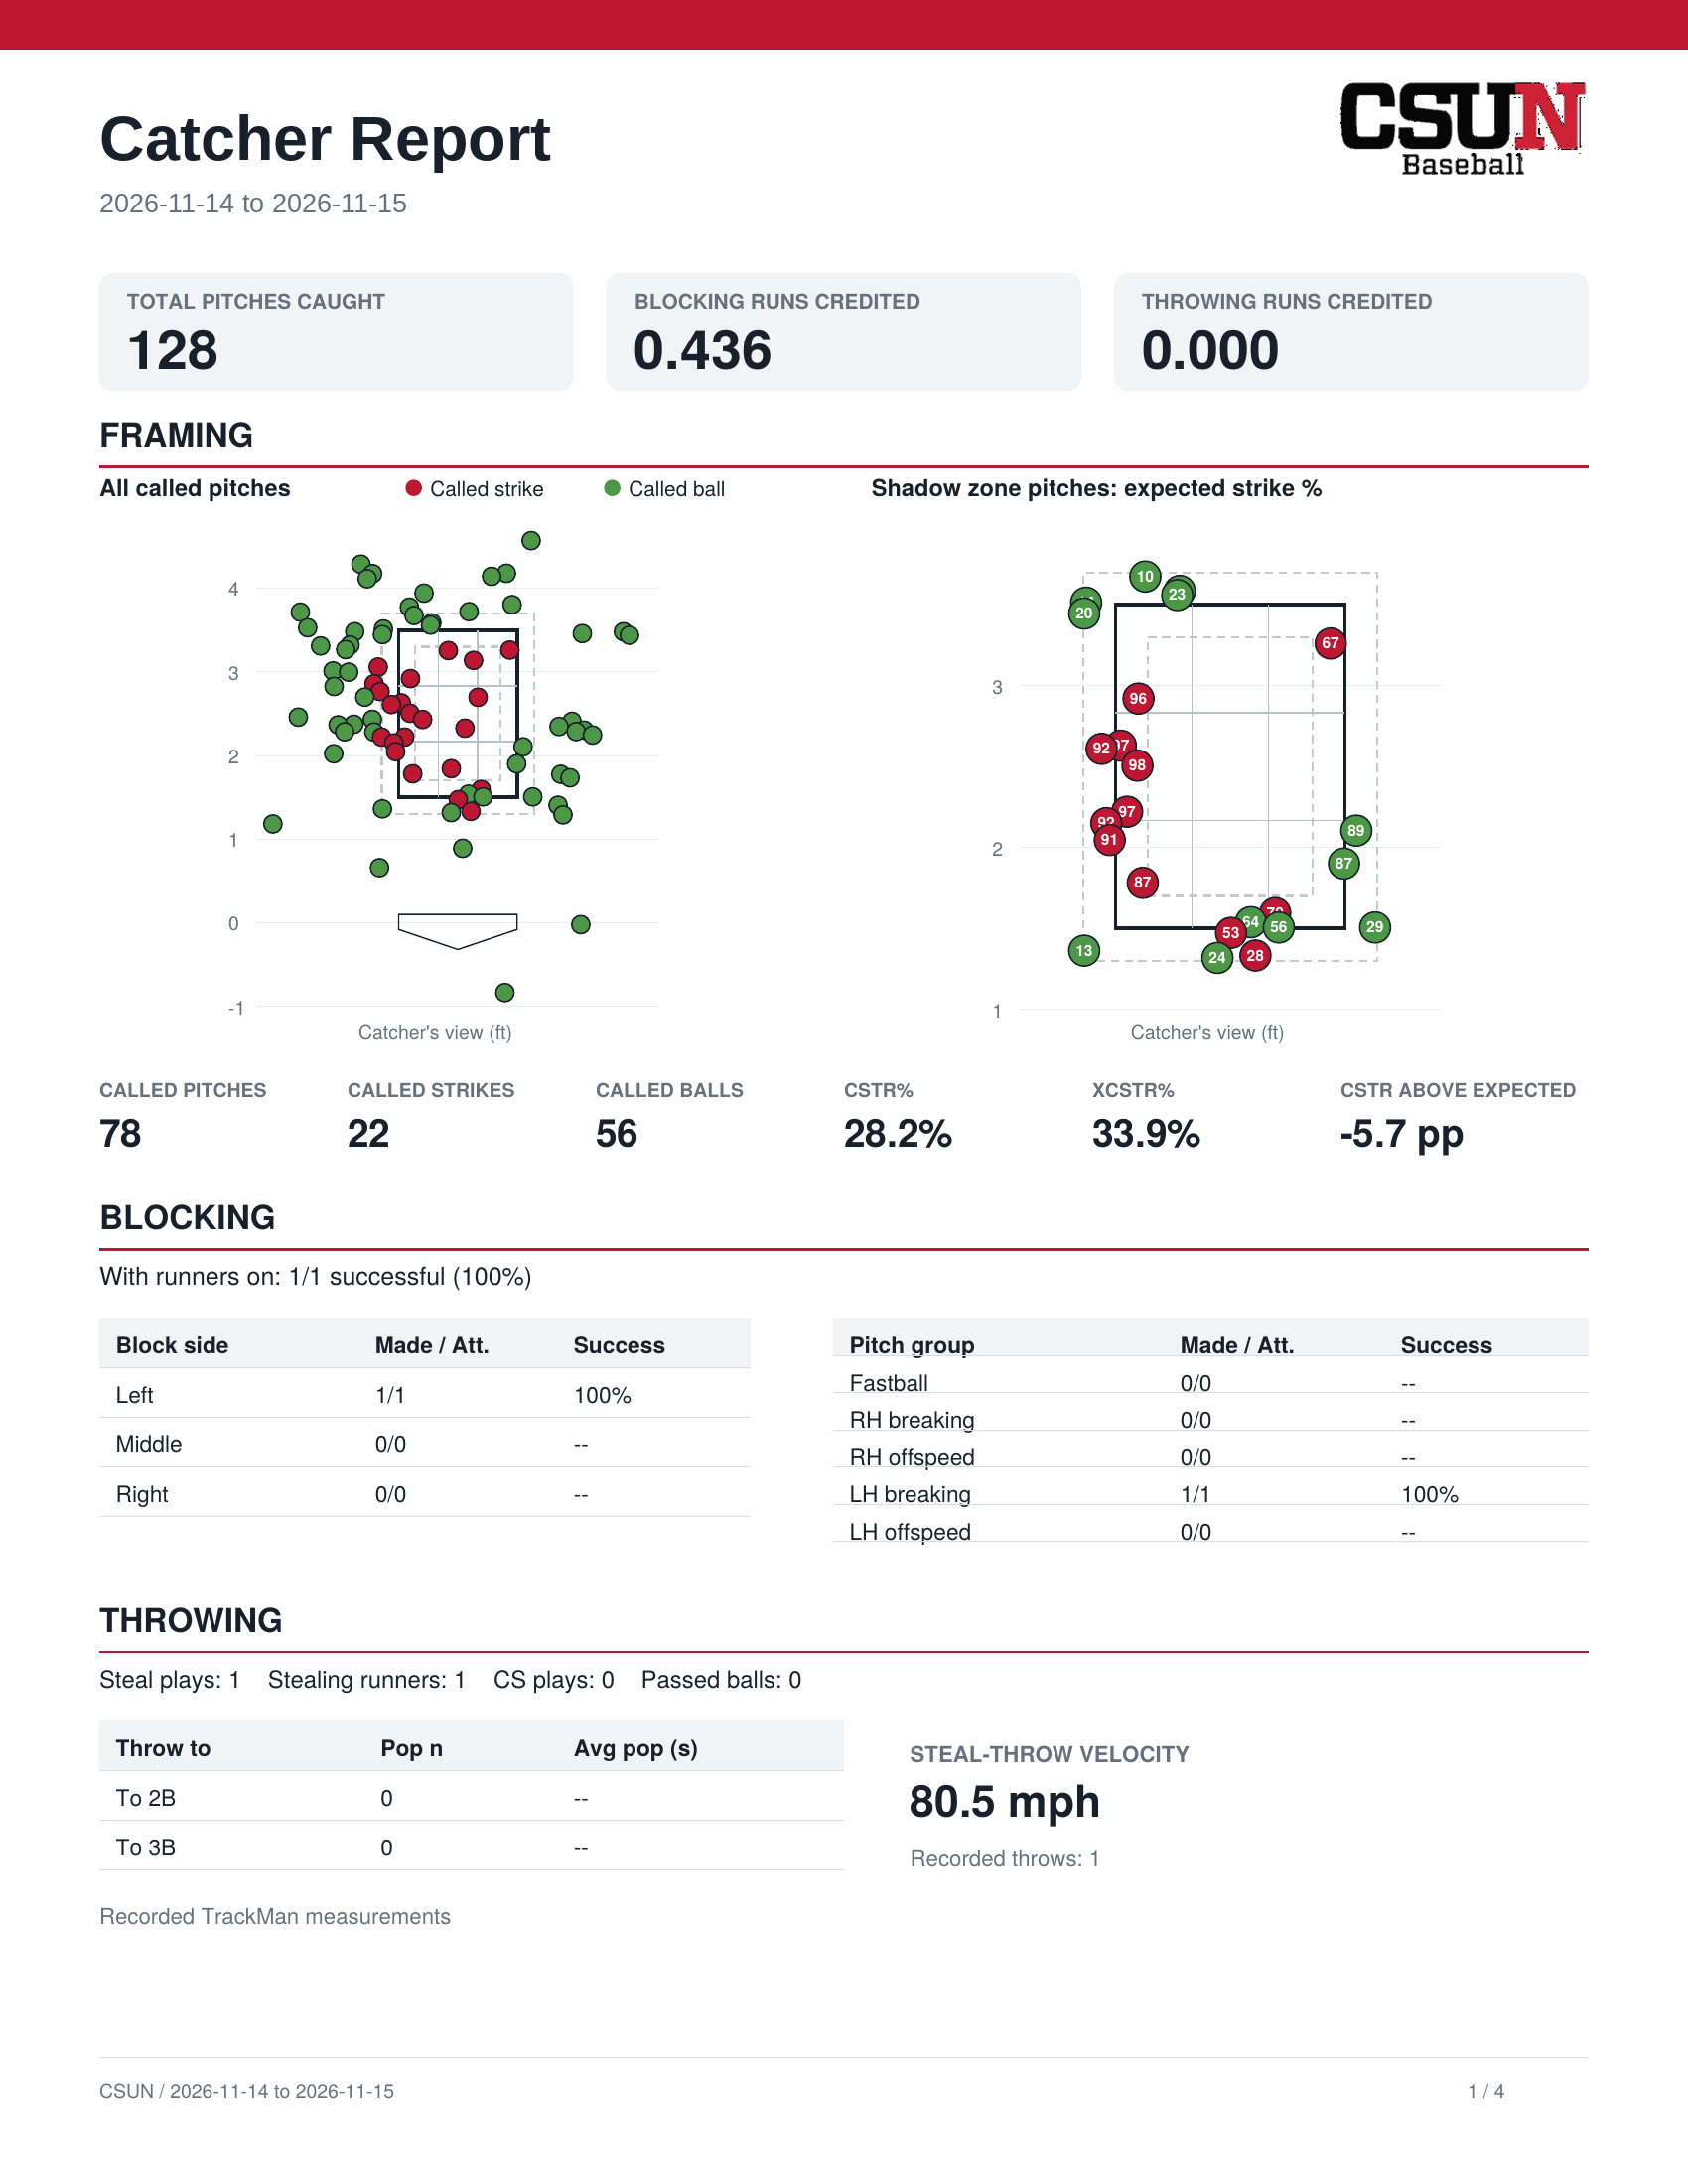 CSUN
Baseball
Catcher Report
2026-11-14 to 2026-11-15
TOTAL PITCHES CAUGHT
128
BLOCKING RUNS CREDITED
0.436
THROWING RUNS CREDITED
0.000
FRAMING
All called pitches
Called strike
Called ball
4
3
2
1
0
-1
Catcher's view (ft)
Shadow zone pitches: expected strike %
3
2
1
10
23
20
67
96
92
97
98
97
92
91
87
89
87
64
56
53
29
13
24
28
Catcher's view (ft)
CALLED PITCHES
78
CALLED STRIKES
22
CALLED BALLS
56
CSTR%
28.2%
XCSTR%
33.9%
CSTR ABOVE EXPECTED
-5.7 pp
BLOCKING
With runners on: 1/1 successful (100%)
Block side Made / Att. Success
Left 1/1 100%
Middle 0/0 --
Right 0/0 --
Pitch group Made / Att. Success
Fastball 0/0 --
RH breaking 0/0 --
RH offspeed 0/0 --
LH breaking 1/1 100%
LH offspeed 0/0 --
THROWING
Steal plays: 1 Stealing runners: 1 CS plays: 0 Passed balls: 0
Throw to Pop n Avg pop (s)
To 2B 0 --
To 3B 0 --
STEAL-THROW VELOCITY
80.5 mph
Recorded throws: 1
Recorded TrackMan measurements
CSUN / 2026-11-14 to 2026-11-15
1 / 4